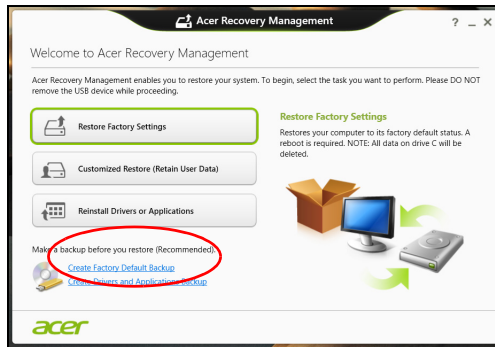 Acer Recovery Management
? _ X
Welcome to Acer Recovery Management
Acer Recovery Management enables you to restore your system. To begin, select the task you want to perform. Please DO NOT
remove the USB device while proceeding.
Restore Factory Settings
Customized Restore (Retain User Data)
Reinstall Drivers or Applications
Restore Factory Settings
Restores your computer to its factory default status. A
reboot is required. NOTE: All data on drive C will be
deleted.
Make a backup before you restore (Recommended).
Create Factory Default Backup
Create Drivers and Applications Backup
acer